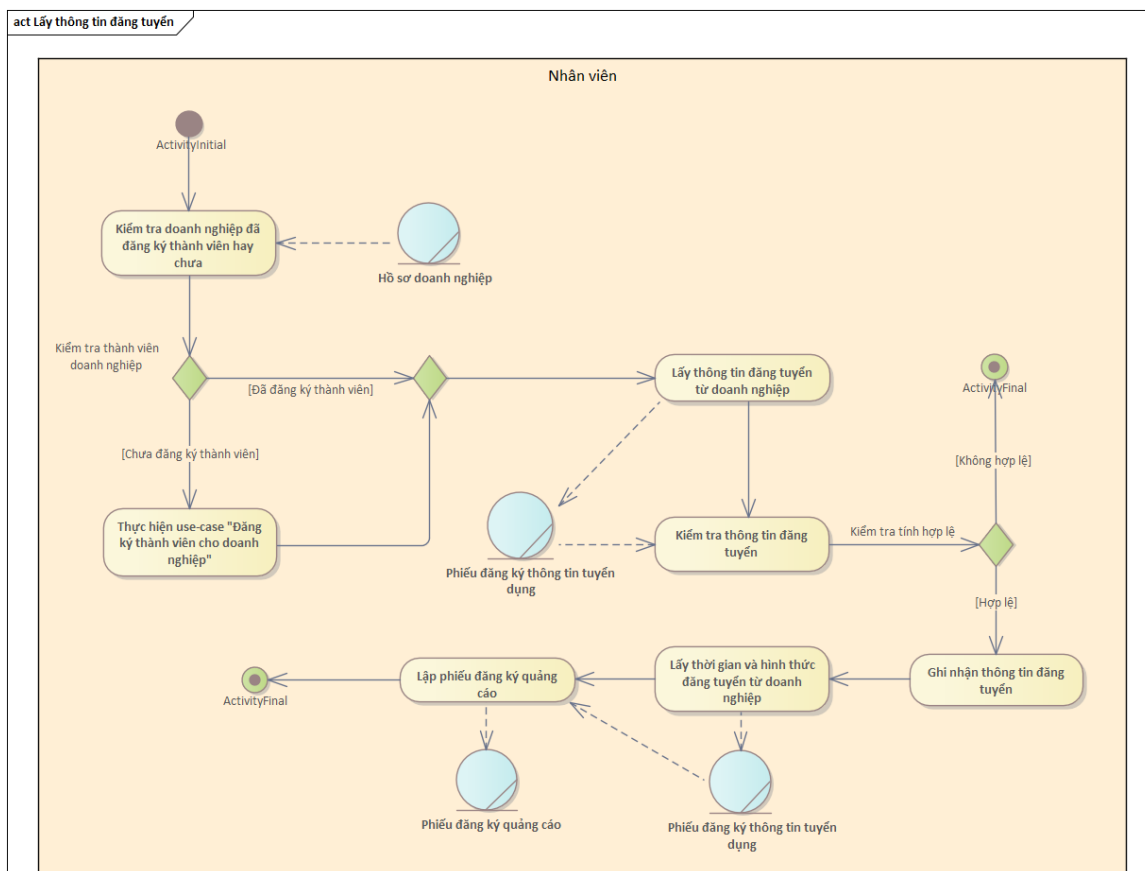 act Lấy thông tin đăng tuyển
Nhân viên
ActivityInitial
Kiểm tra doanh nghiệp đã
đăng ký thành viên hay
chưa
Hồ sơ doanh nghiệp
Kiểm tra thành viên
doanh nghiệp
[Đã đăng ký thành viên]
[Chưa đăng ký thành viên]
Thực hiện use-case "Đăng
ký thành viên cho doanh
nghiệp"
Lấy thông tin đăng tuyển
từ doanh nghiệp
Phiếu đăng ký thông tin tuyển
dụng
Kiểm tra thông tin đăng
tuyển
Kiểm tra tính hợp lệ
ActivityFinal
[Không hợp lệ]
[Hợp lệ]
Ghi nhận thông tin đăng
tuyển
Lấy thời gian và hình thức
đăng tuyển từ doanh
nghiệp
Lập phiếu đăng ký quảng
cáo
ActivityFinal
Phiếu đăng ký quảng cáo
Phiếu đăng ký thông tin tuyển
dụng